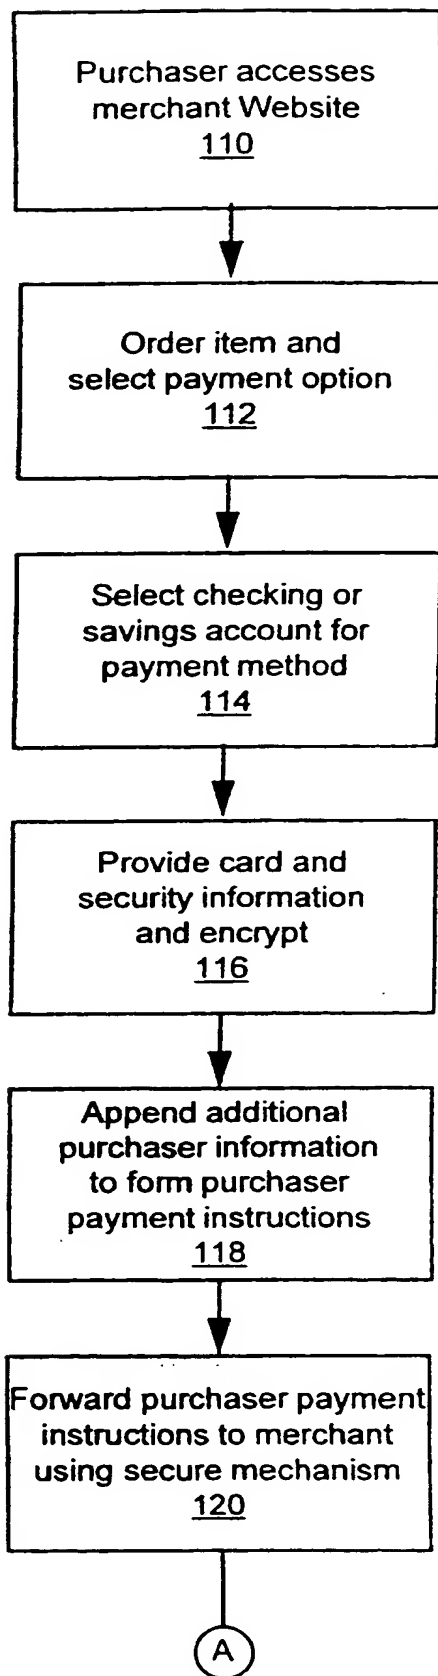 Purchaser accesses
merchant Website
110
Order item and
select payment option
112
Select checking or
savings account for
payment method
114
Provide card and
security information
and encrypt
116
Append additional
purchaser information
to form purchaser
payment instructions
118
Forward purchaser payment
instructions to merchant
using secure mechanism
120
A